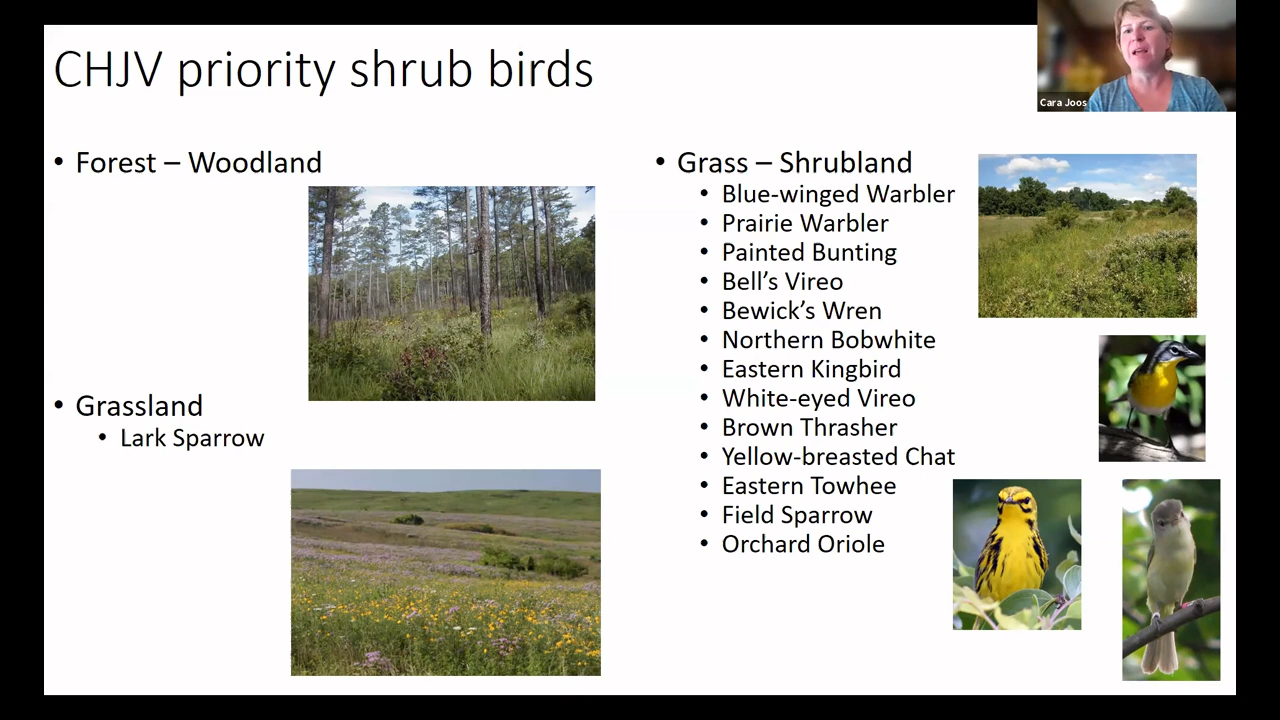 CHJV priority shrub birds
Cara Joos
• Forest – Woodland
• Grassland
• Lark Sparrow
• Grass – Shrubland
• Blue-winged Warbler
• Prairie Warbler
• Painted Bunting
• Bell’s Vireo
• Bewick’s Wren
• Northern Bobwhite
• Eastern Kingbird
• White-eyed Vireo
• Brown Thrasher
• Yellow-breasted Chat
• Eastern Towhee
• Field Sparrow
• Orchard Oriole